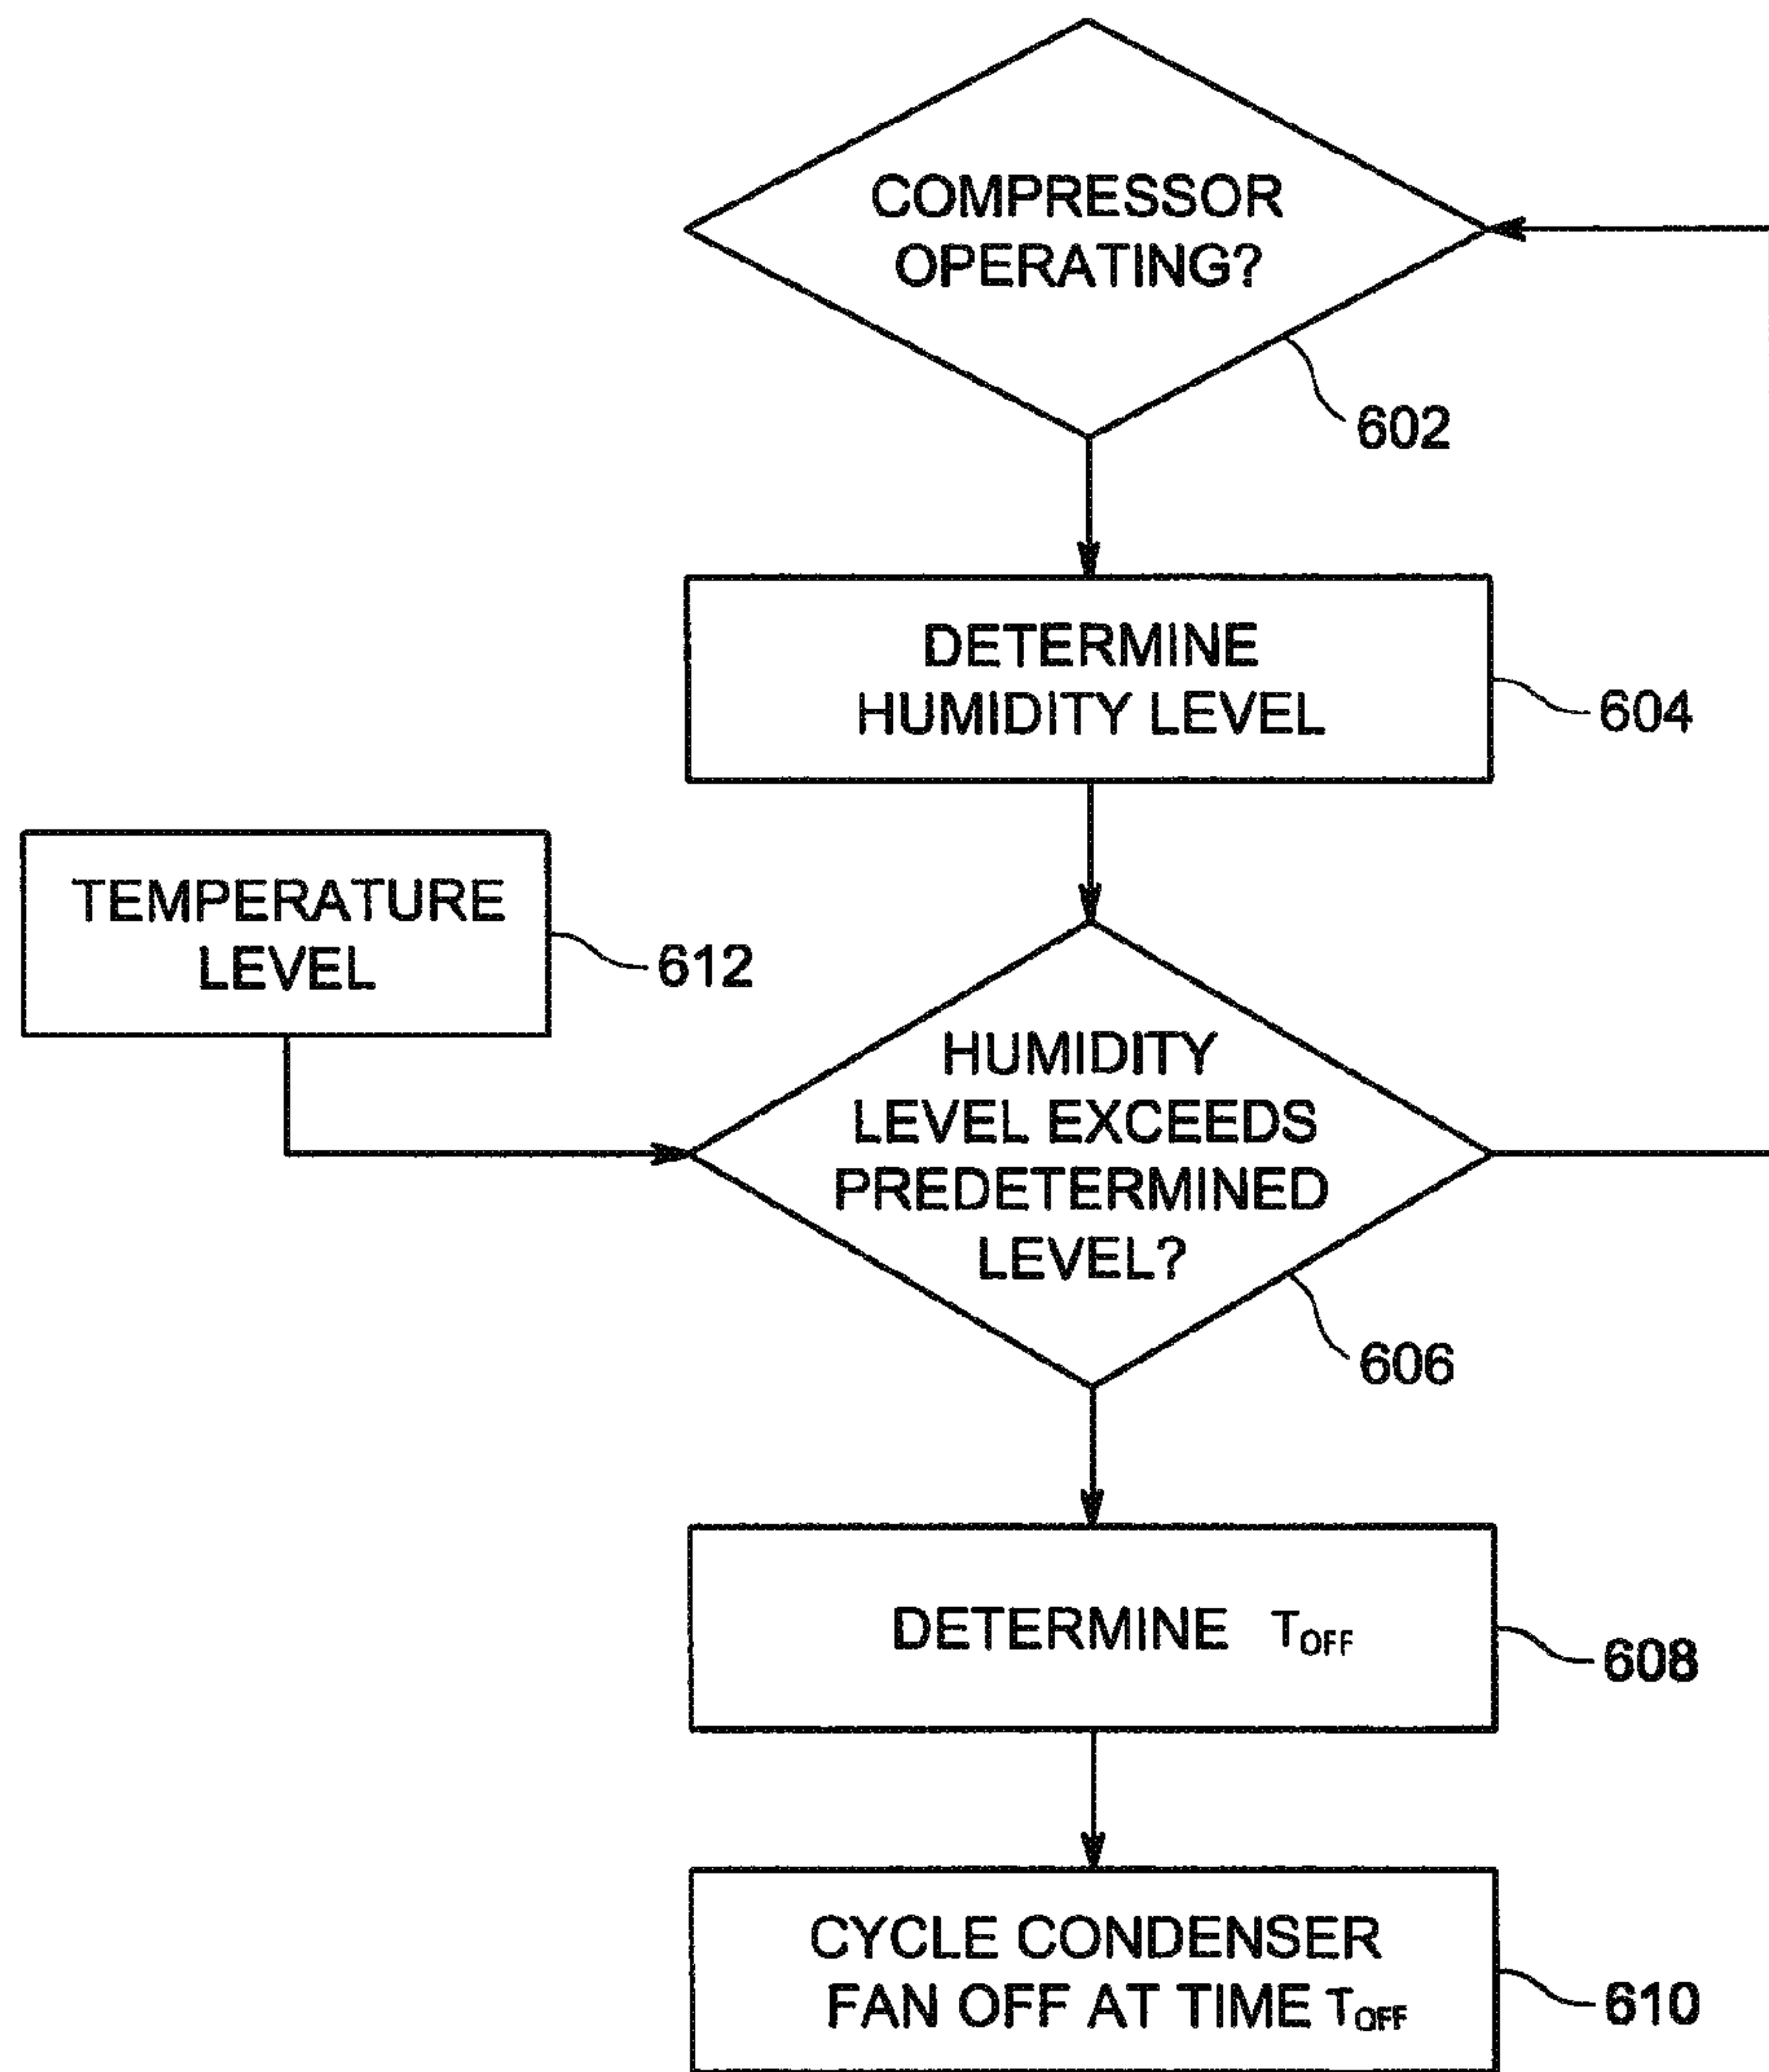 COMPRESSOR
OPERATING?
602
DETERMINE
HUMIDITY LEVEL
604
TEMPERATURE
LEVEL
612
HUMIDITY
LEVEL EXCEEDS
PREDETERMINED
LEVEL?
606
DETERMINE TOFF
608
CYCLE CONDENSER
FAN OFF AT TIME TOFF
610